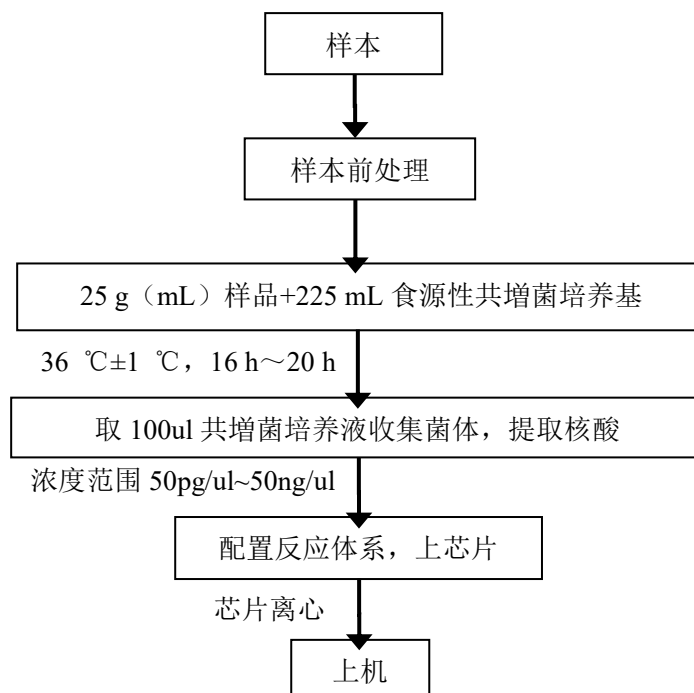 样本
样本前处理
25 g（mL）样品+225 mL 食源性共增菌培养基
36 ℃±1 ℃，16 h～20 h
取 100ul 共增菌培养液收集菌体，提取核酸
浓度范围 50pg/ul~50ng/ul
配置反应体系，上芯片
芯片离心
上机